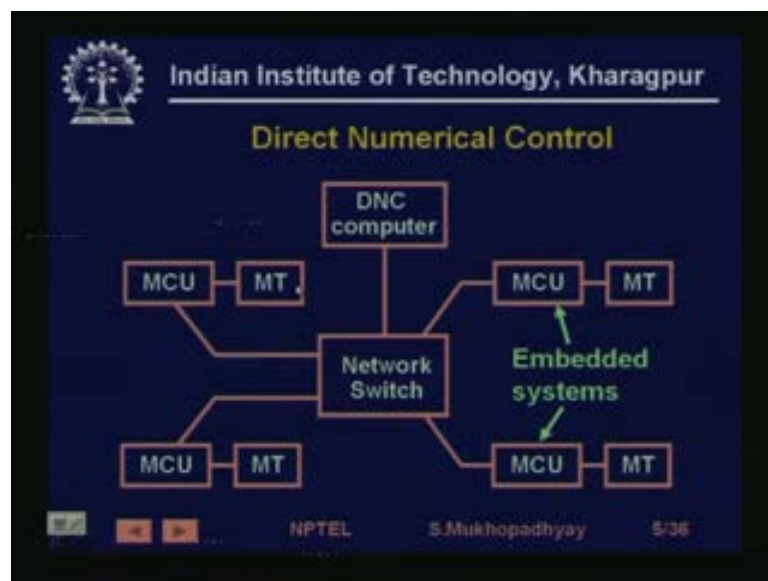 Indian Institute of Technology, Kharagpur
Direct Numerical Control
DNC
computer
MCU
MT
MCU
MT
Network
Switch
Embedded
systems
MCU
MT
MCU
MT
NPTEL
S.Mukhopadhyay
5/36